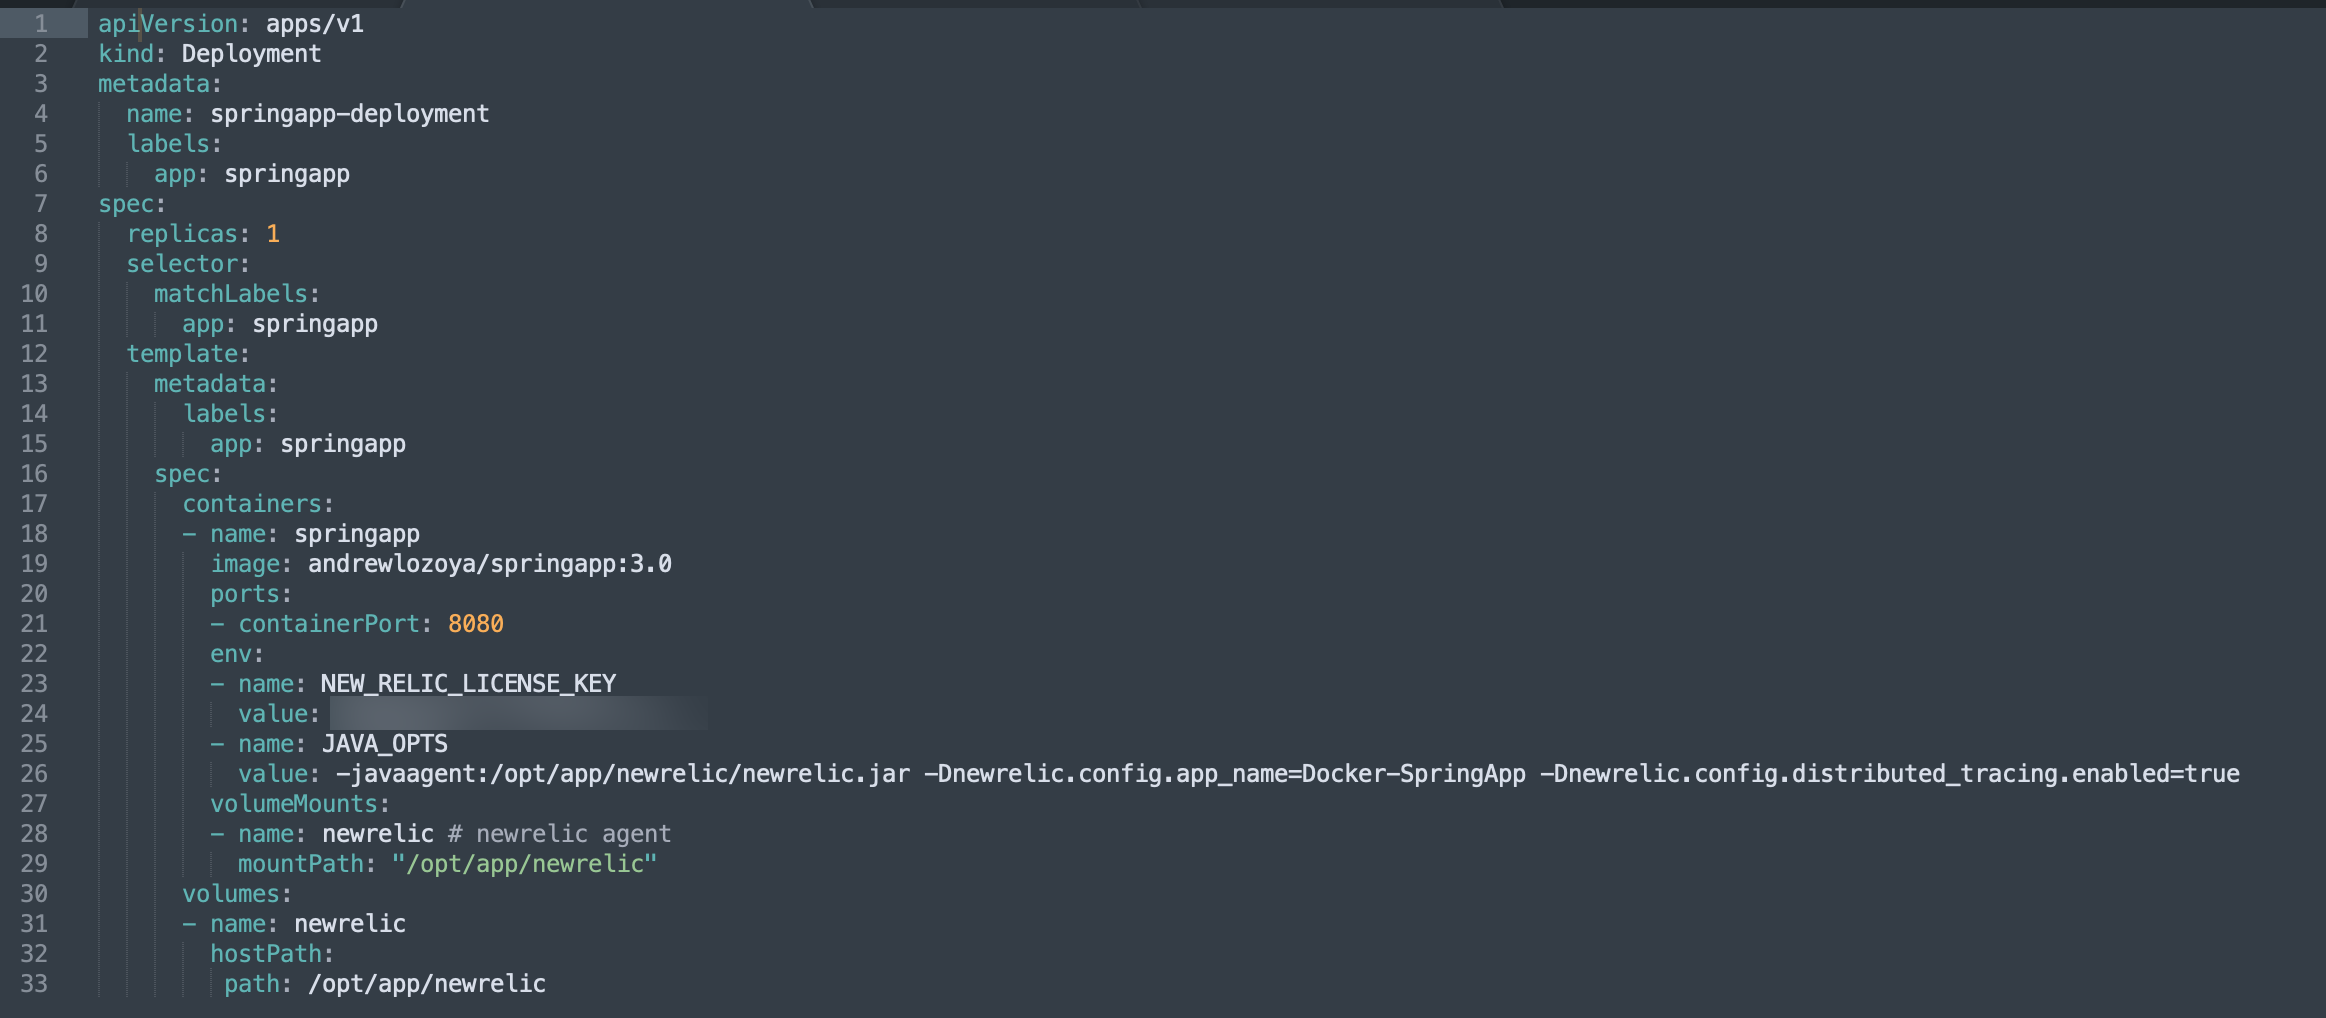 1 apiVersion: apps/v1
2 kind: Deployment
3 metadata:
4   name: springapp-deployment
5   labels:
6     app: springapp
7 spec:
8   replicas: 1
9   selector:
10     matchLabels:
11       app: springapp
12   template:
13     metadata:
14       labels:
15         app: springapp
16     spec:
17       containers:
18       - name: springapp
19         image: andrewlozoya/springapp:3.0
20         ports:
21         - containerPort: 8080
22         env:
23         - name: NEW_RELIC_LICENSE_KEY
24           value:
25         - name: JAVA_OPTS
26           value: -javaagent:/opt/app/newrelic/newrelic.jar -Dnewrelic.config.app_name=Docker-SpringApp -Dnewrelic.config.distributed_tracing.enabled=true
27         volumeMounts:
28         - name: newrelic # newrelic agent
29           mountPath: "/opt/app/newrelic"
30       volumes:
31       - name: newrelic
32         hostPath:
33          path: /opt/app/newrelic